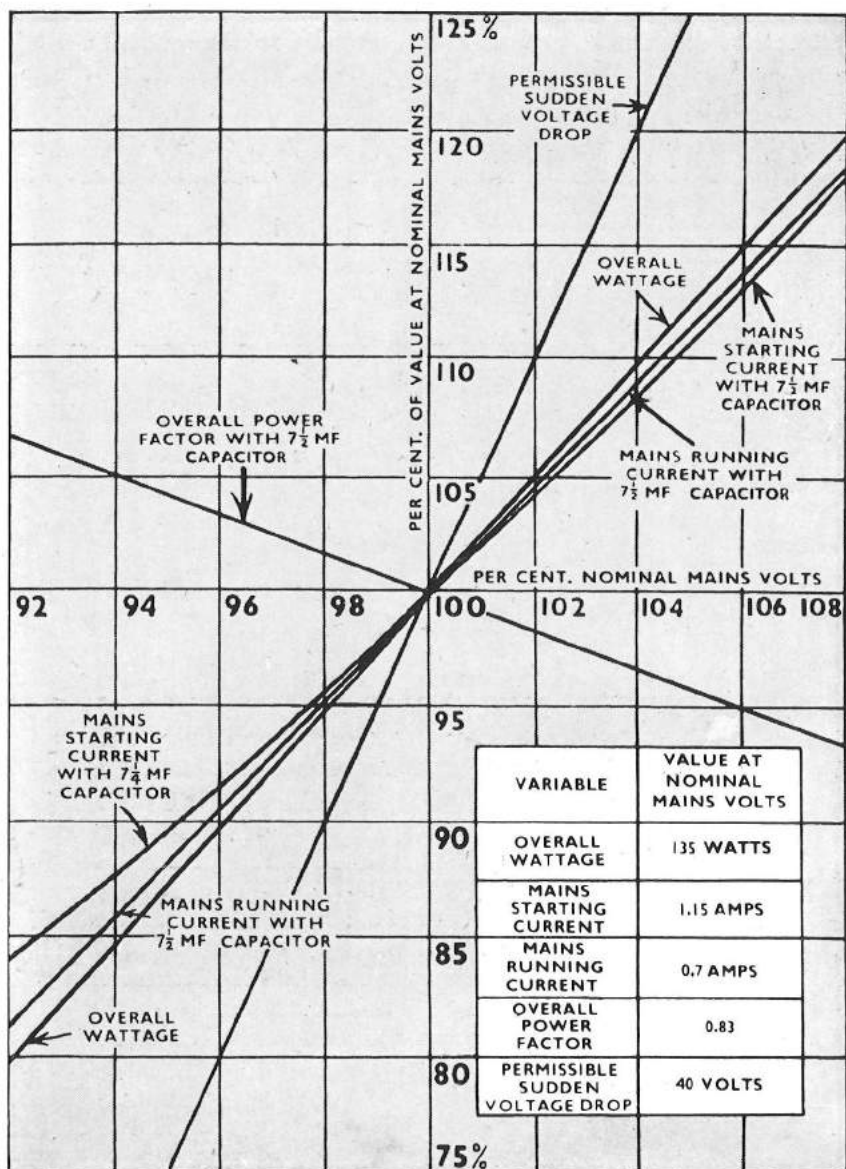 125%
PER CENT. OF VALUE AT NOMINAL MAINS VOLTS
PERMISSIBLE
SUDDEN
VOLTAGE
DROP
120
115
OVERALL
WATTAGE
MAINS
STARTING
CURRENT
WITH 7½ MF
CAPACITOR
110
OVERALL POWER
FACTOR WITH 7½ MF
CAPACITOR
MAINS RUNNING
CURRENT WITH
7½ MF CAPACITOR
105
PER CENT. NOMINAL MAINS VOLTS
92 94 96 98 100 102 104 106 108
95
MAINS
STARTING
CURRENT
WITH 7¼ MF
CAPACITOR
90
MAINS RUNNING
CURRENT WITH
7½ MF CAPACITOR
85
OVERALL
WATTAGE
80
75%
VARIABLE
VALUE AT
NOMINAL
MAINS VOLTS
OVERALL
WATTAGE
135 WATTS
MAINS
STARTING
CURRENT
1.15 AMPS
MAINS
RUNNING
CURRENT
0.7 AMPS
OVERALL
POWER
FACTOR
0.83
PERMISSIBLE
SUDDEN
VOLTAGE DROP
40 VOLTS